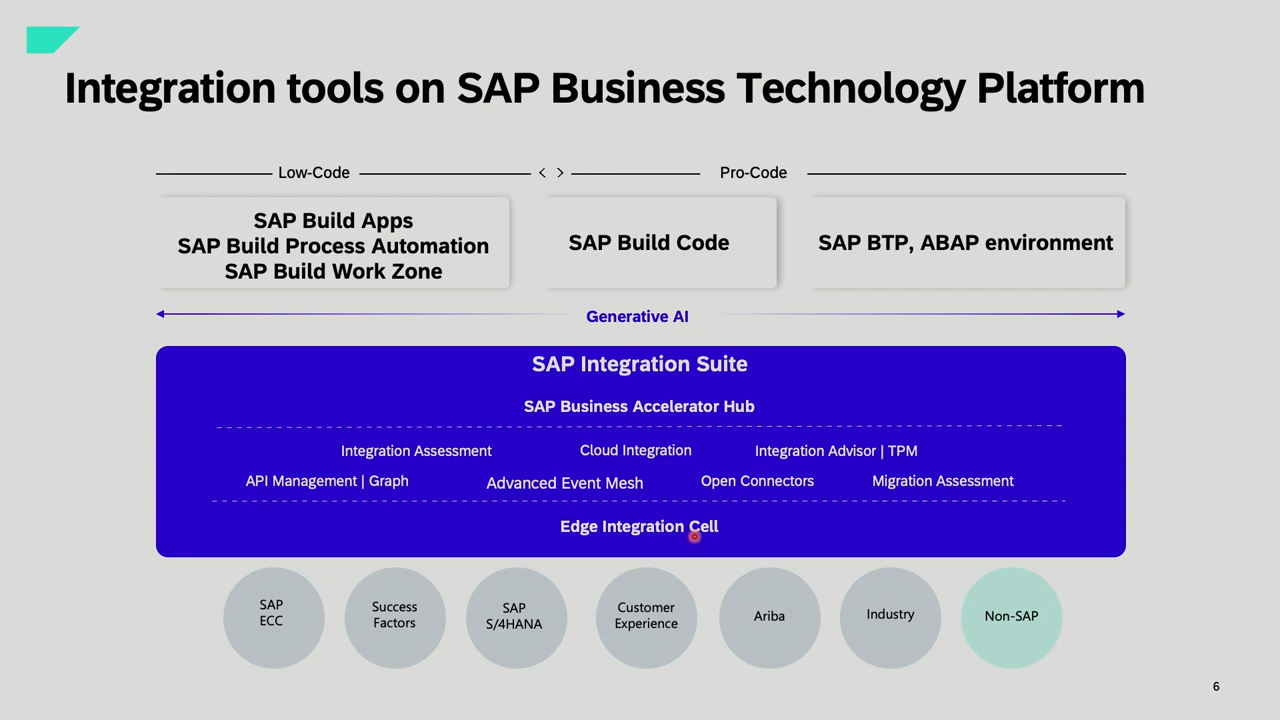 Integration tools on SAP Business Technology Platform
Low-Code < > Pro-Code
SAP Build Apps
SAP Build Process Automation
SAP Build Work Zone
SAP Build Code
SAP BTP, ABAP environment
Generative AI
SAP Integration Suite
SAP Business Accelerator Hub
Integration Assessment Cloud Integration Integration Advisor | TPM
API Management | Graph Advanced Event Mesh Open Connectors Migration Assessment
Edge Integration Cell
SAP
ECC
Success
Factors
SAP
S/4HANA
Customer
Experience
Ariba
Industry
Non-SAP
6